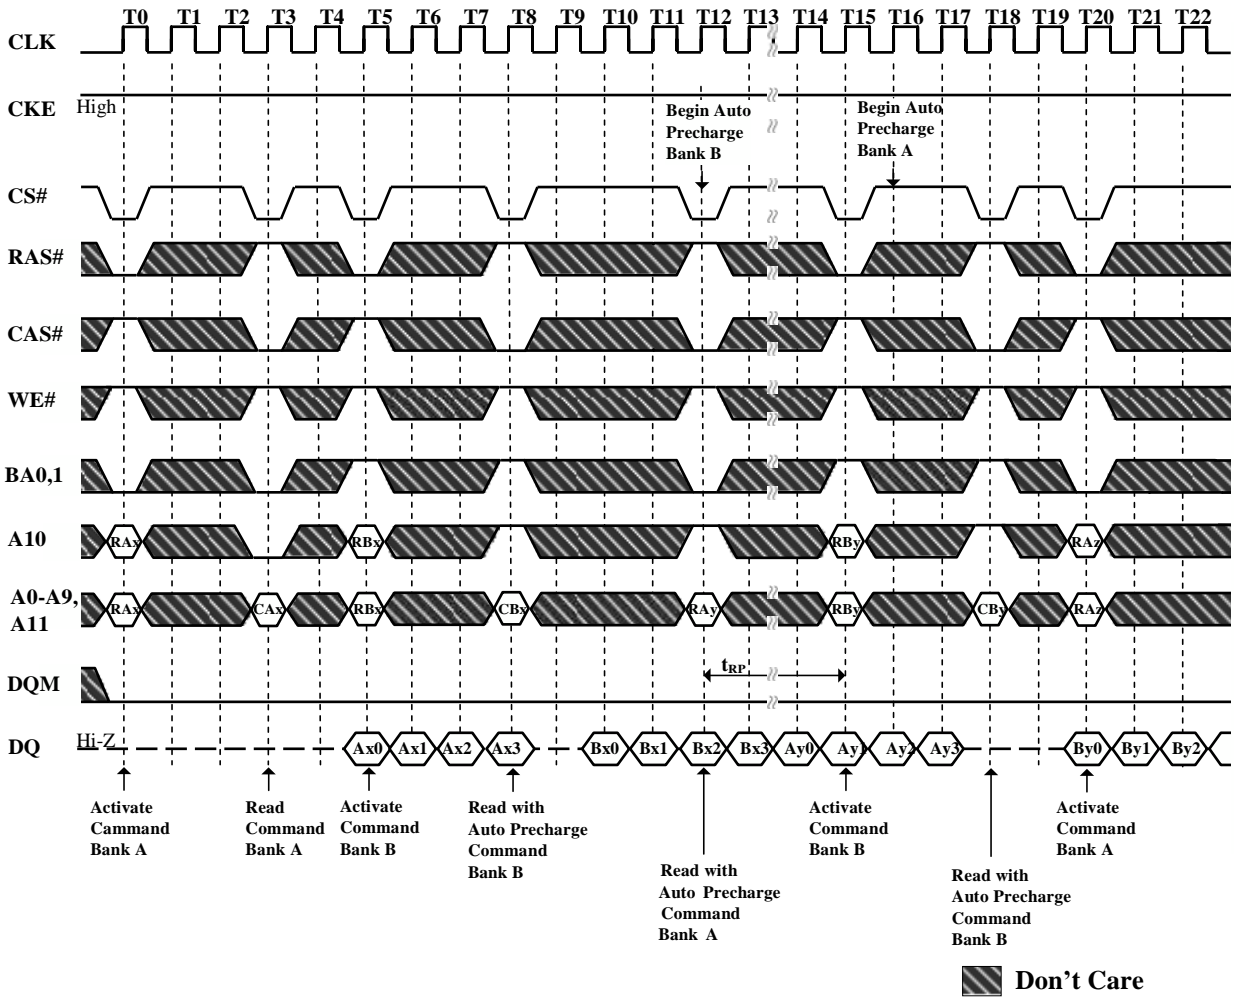 T0 T1 T2 T3 T4 T5 T6 T7 T8 T9 T10 T11 T12 T13 T14 T15 T16 T17 T18 T19 T20 T21 T22
CLK
CKE High
Begin Auto
Precharge
Bank B
Begin Auto
Precharge
Bank A
CS#
RAS#
CAS#
WE#
BA0,1
A10 RAx RBx RBy RAz
A0-A9,
A11
RAx CAx RBx CBx RAy RBy CBy RAz
DQM
tRP
DQ Hi-Z Ax0 Ax1 Ax2 Ax3 Bx0 Bx1 Bx2 Bx3 Ay0 Ay1 Ay2 Ay3 By0 By1 By2
Activate
Cammand
Bank A
Read
Command
Bank A
Activate
Command
Bank B
Read with
Auto Precharge
Command
Bank B
Read with
Auto Precharge
Command
Bank A
Activate
Command
Bank B
Read with
Auto Precharge
Command
Bank B
Activate
Command
Bank A
Don't Care